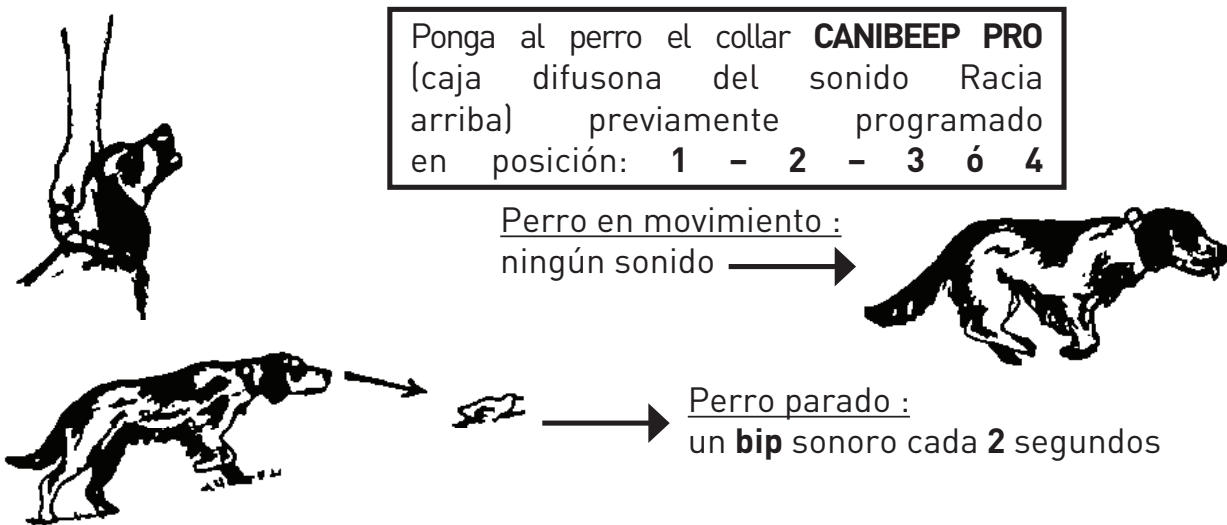 Ponga al perro el collar CANIBEEP PRO
(caja difusona del sonido Racia
arriba) previamente programado
en posición: 1 – 2 – 3 ó 4
Perro en movimiento :
ningún sonido
Perro parado :
un bip sonoro cada 2 segundos